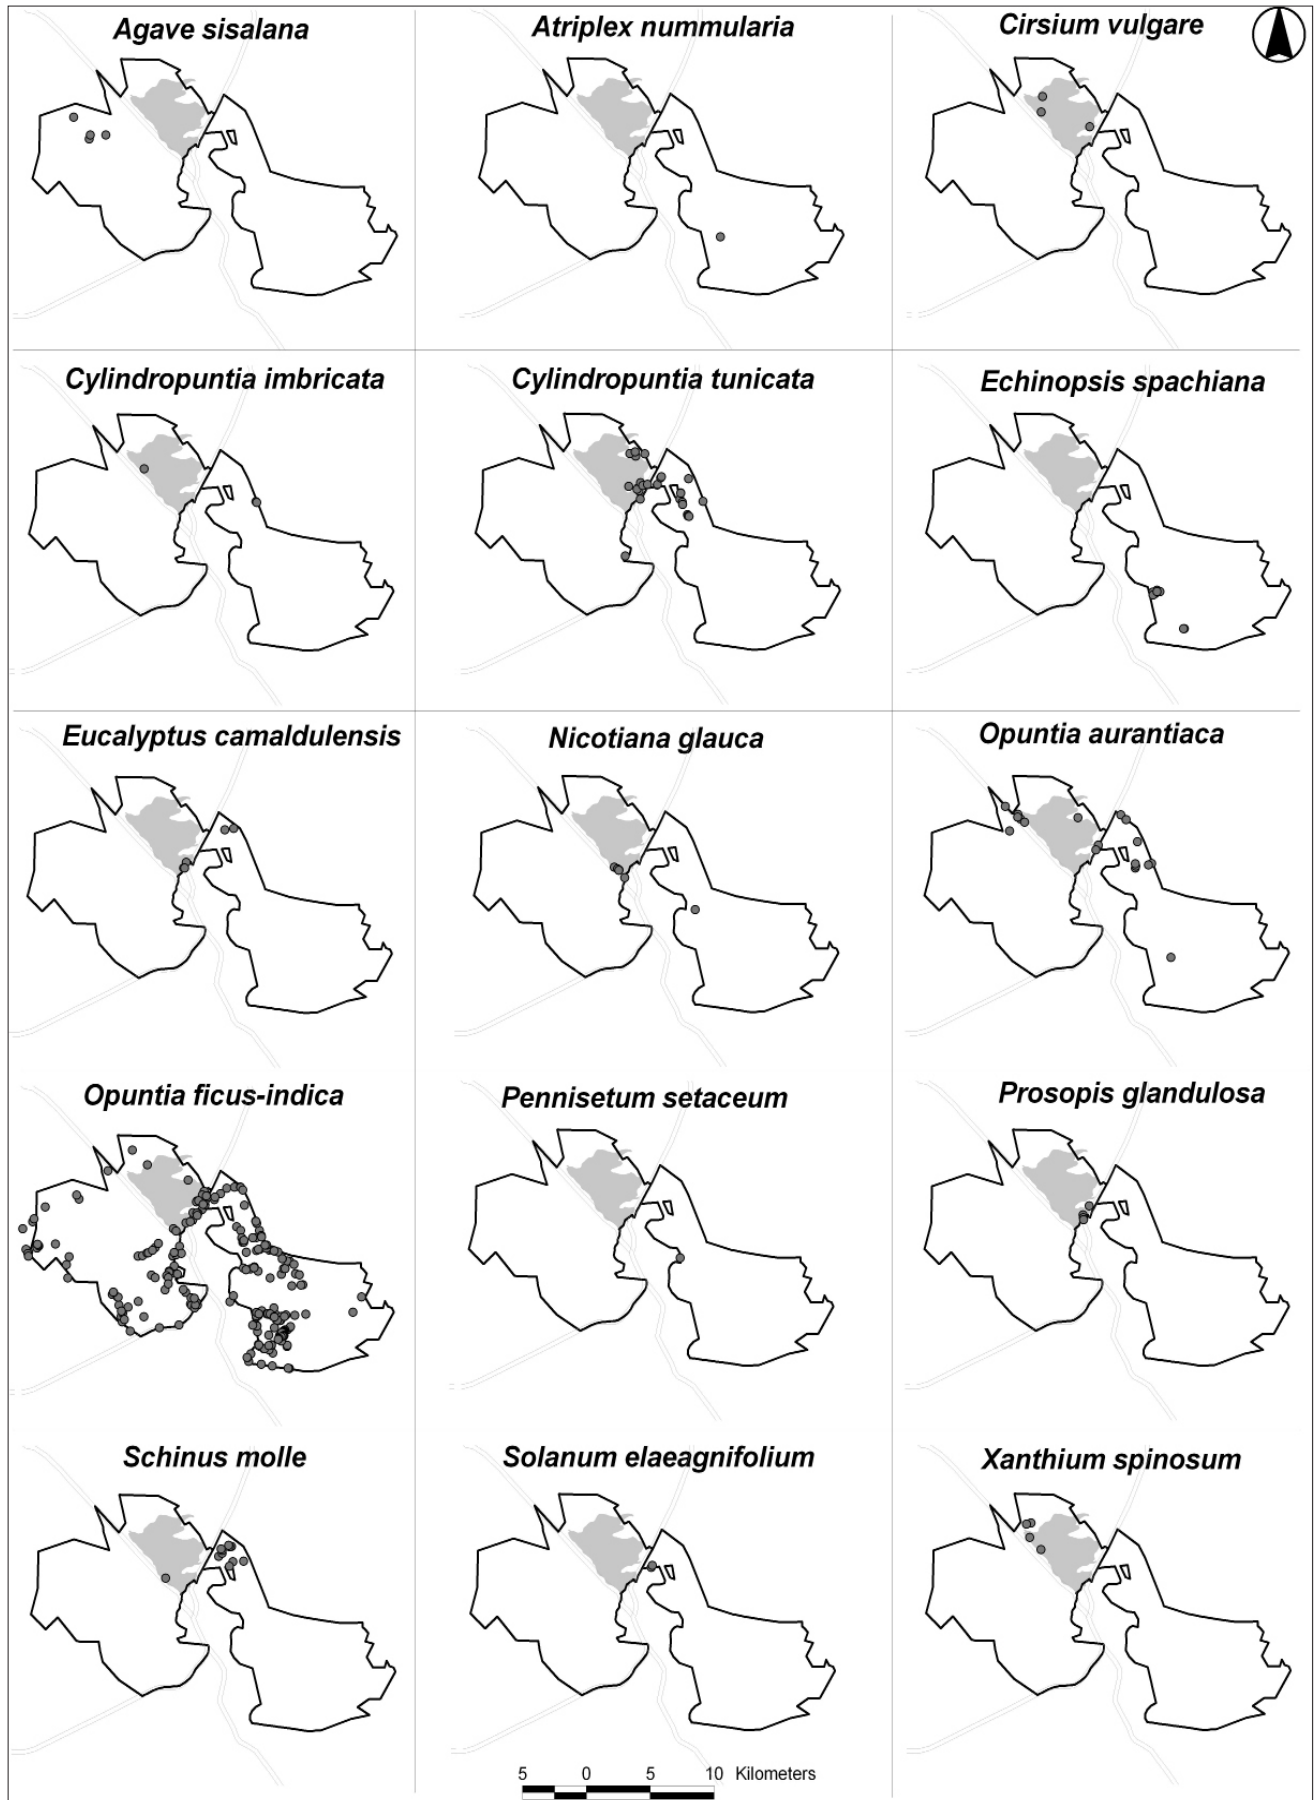 Agave sisalana
Atriplex nummularia
Cirsium vulgare
Cylindropuntia imbricata
Cylindropuntia tunicata
Echinopsis spachiana
Eucalyptus camaldulensis
Nicotiana glauca
Opuntia aurantiaca
Opuntia ficus-indica
Pennisetum setaceum
Prosopis glandulosa
Schinus molle
Solanum elaeagnifolium
Xanthium spinosum
5 0 5 10 Kilometers